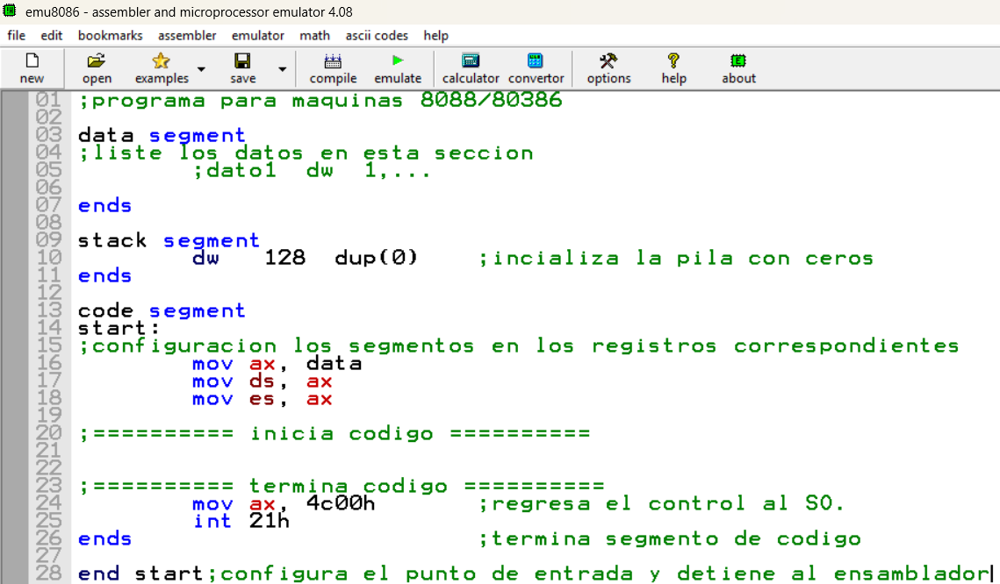 emu8086 - assembler and microprocessor emulator 4.08
file edit bookmarks assembler emulator math ascii codes help
new open examples save compile emulate calculator convertor options help about
01 ;programa para maquinas 8088/80386
02
03 data segment
04 ;liste los datos en esta seccion
05 ;dato1 dw 1,...
06
07 ends
08
09 stack segment
10 dw 128 dup(0) ;incializa la pila con ceros
11 ends
12
13 code segment
14 start:
15 ;configuracion los segmentos en los registros correspondientes
16 mov ax, data
17 mov ds, ax
18 mov es, ax
19
20 ;========== inicia codigo ==========
21
22
23 ;========== termina codigo ==========
24 mov ax, 4c00h ;regresa el control al SO.
25 int 21h
26 ends ;termina segmento de codigo
27
28 end start;configura el punto de entrada y detiene al ensamblador